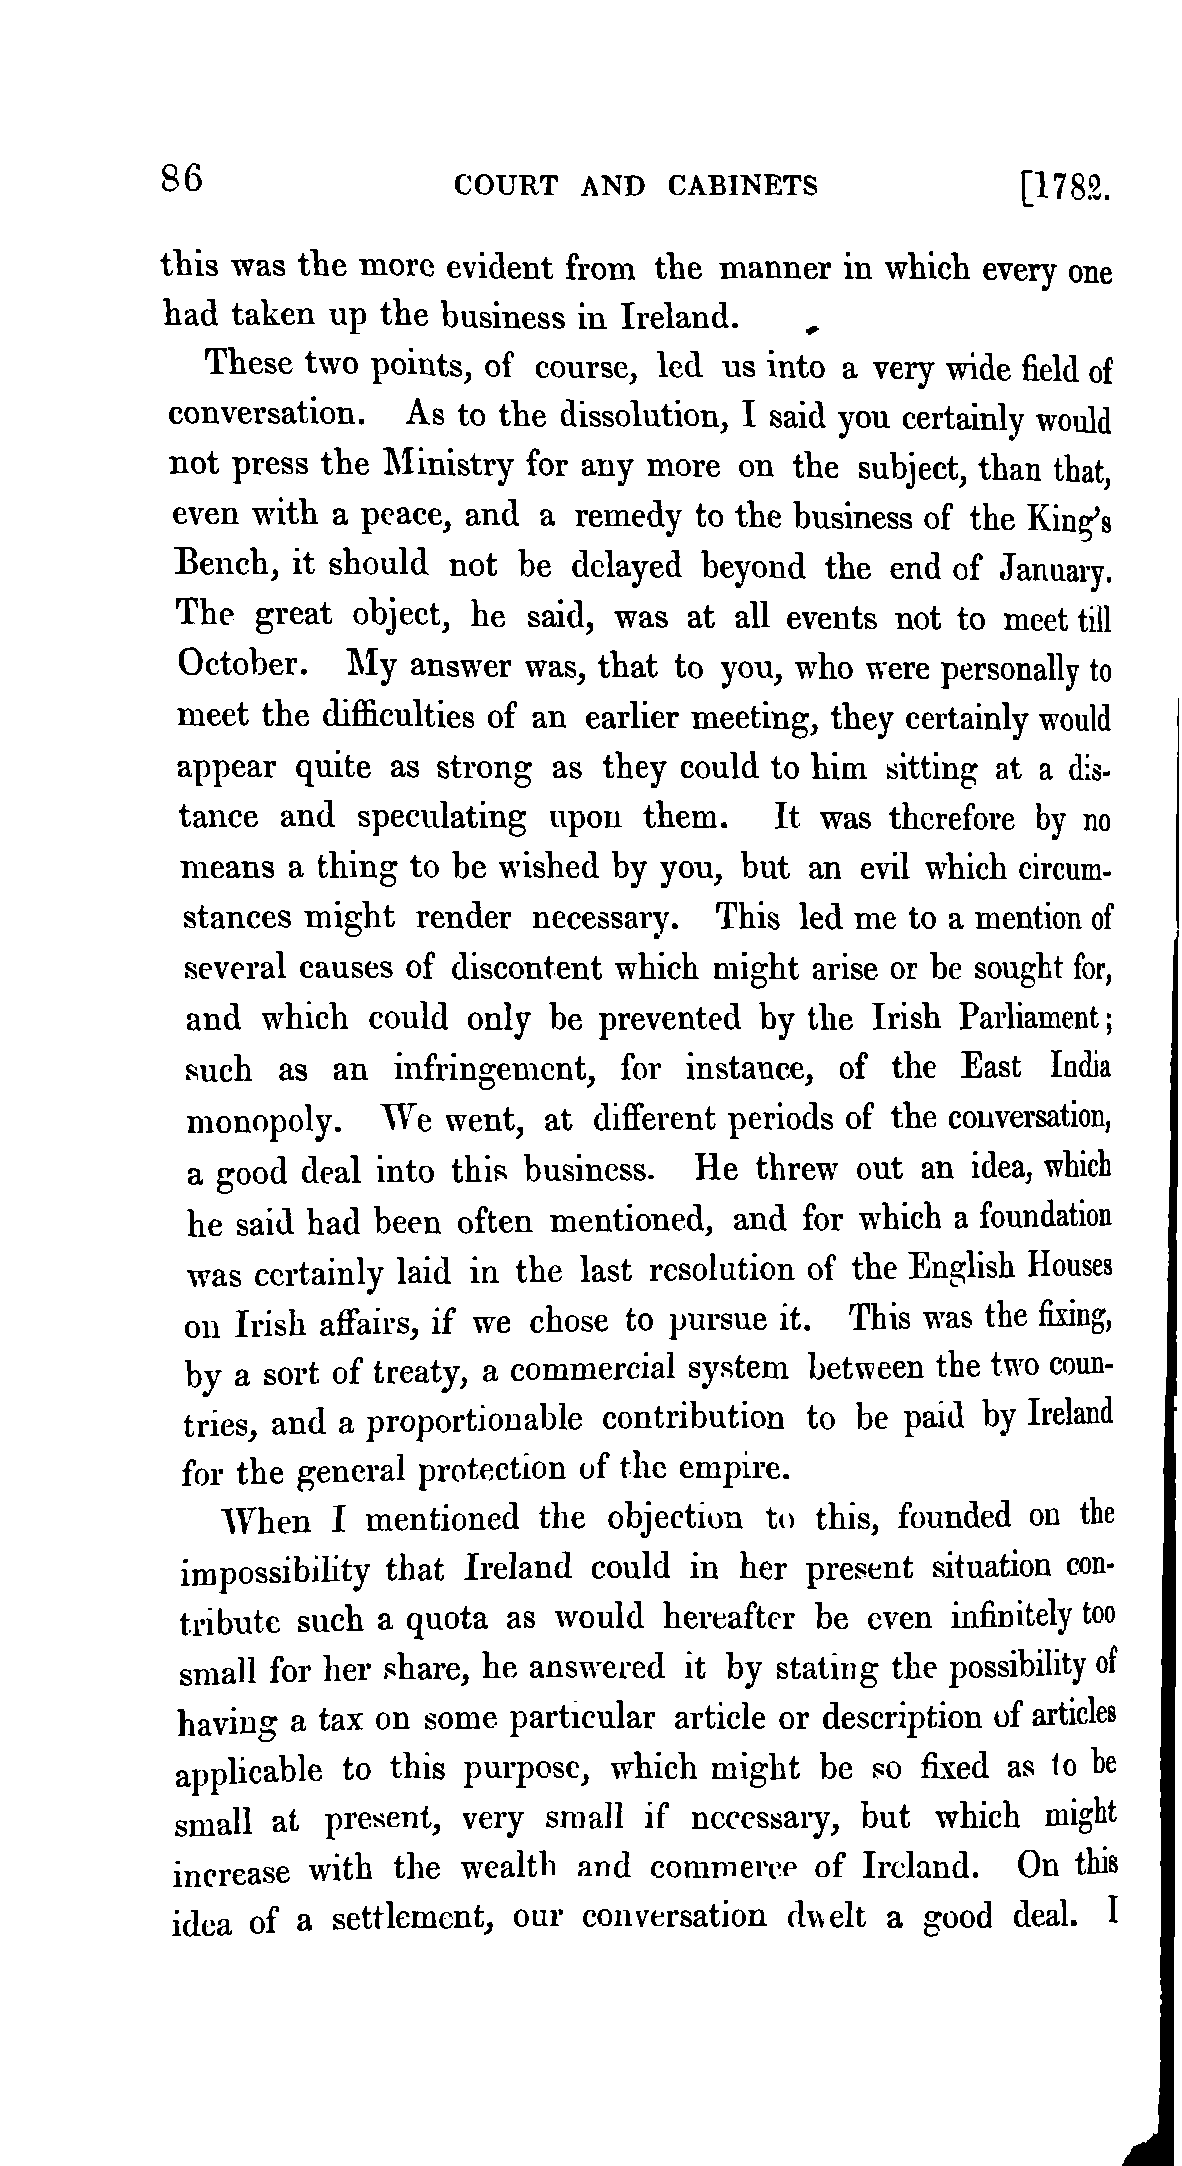 86 COURT AND CABINETS [1782.
this was the more evident from the manner in which every one
had taken up the business in Ireland.
These two points, of course, led us into a very wide field of
conversation. As to the dissolution, I said you certainly would
not press the Ministry for any more on the subject, than that,
even with a peace, and a remedy to the business of the King's
Bench, it should not be delayed beyond the end of January.
The great object, he said, was at all events not to meet till
October. My answer was, that to you, who were personally to
meet the difficulties of an earlier meeting, they certainly would
appear quite as strong as they could to him sitting at a dis-
tance and speculating upon them. It was therefore by no
means a thing to be wished by you, but an evil which circum-
stances might render necessary. This led me to a mention of
several causes of discontent which might arise or be sought for,
and which could only be prevented by the Irish Parliament;
such as an infringement, for instance, of the East India
monopoly. We went, at different periods of the conversation,
a good deal into this business. He threw out an idea, which
he said had been often mentioned, and for which a foundation
was certainly laid in the last resolution of the English Houses
on Irish affairs, if we chose to pursue it. This was the fixing,
by a sort of treaty, a commercial system between the two coun-
tries, and a proportionable contribution to be paid by Ireland
for the general protection of the empire.
When I mentioned the objection to this, founded on the
impossibility that Ireland could in her present situation con-
tribute such a quota as would hereafter be even infinitely too
small for her share, he answered it by stating the possibility of
having a tax on some particular article or description of articles
applicable to this purpose, which might be so fixed as to be
small at present, very small if necessary, but which might
increase with the wealth and commerce of Ireland. On this
idea of a settlement, our conversation dwelt a good deal. I